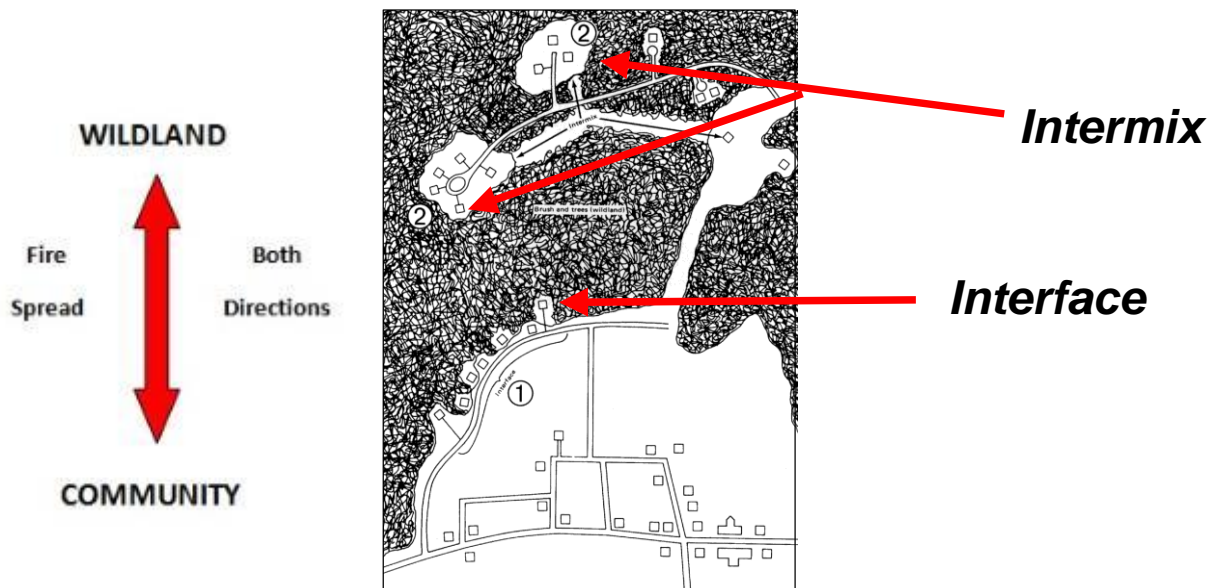 WILDLAND
Fire
Spread
Both
Directions
COMMUNITY
②
Intermix
②
Brush and trees (wildland)
Interface
①
Intermix
Interface